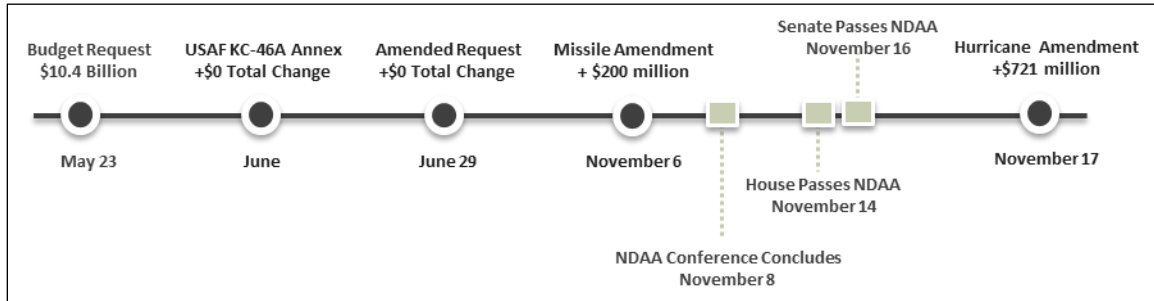 Budget Request
$10.4 Billion
May 23
USAF KC-46A Annex
+$0 Total Change
June
Amended Request
+$0 Total Change
June 29
Missile Amendment
+ $200 million
November 6
NDAA Conference Concludes
November 8
House Passes NDAA
November 14
Senate Passes NDAA
November 16
Hurricane Amendment
+$721 million
November 17